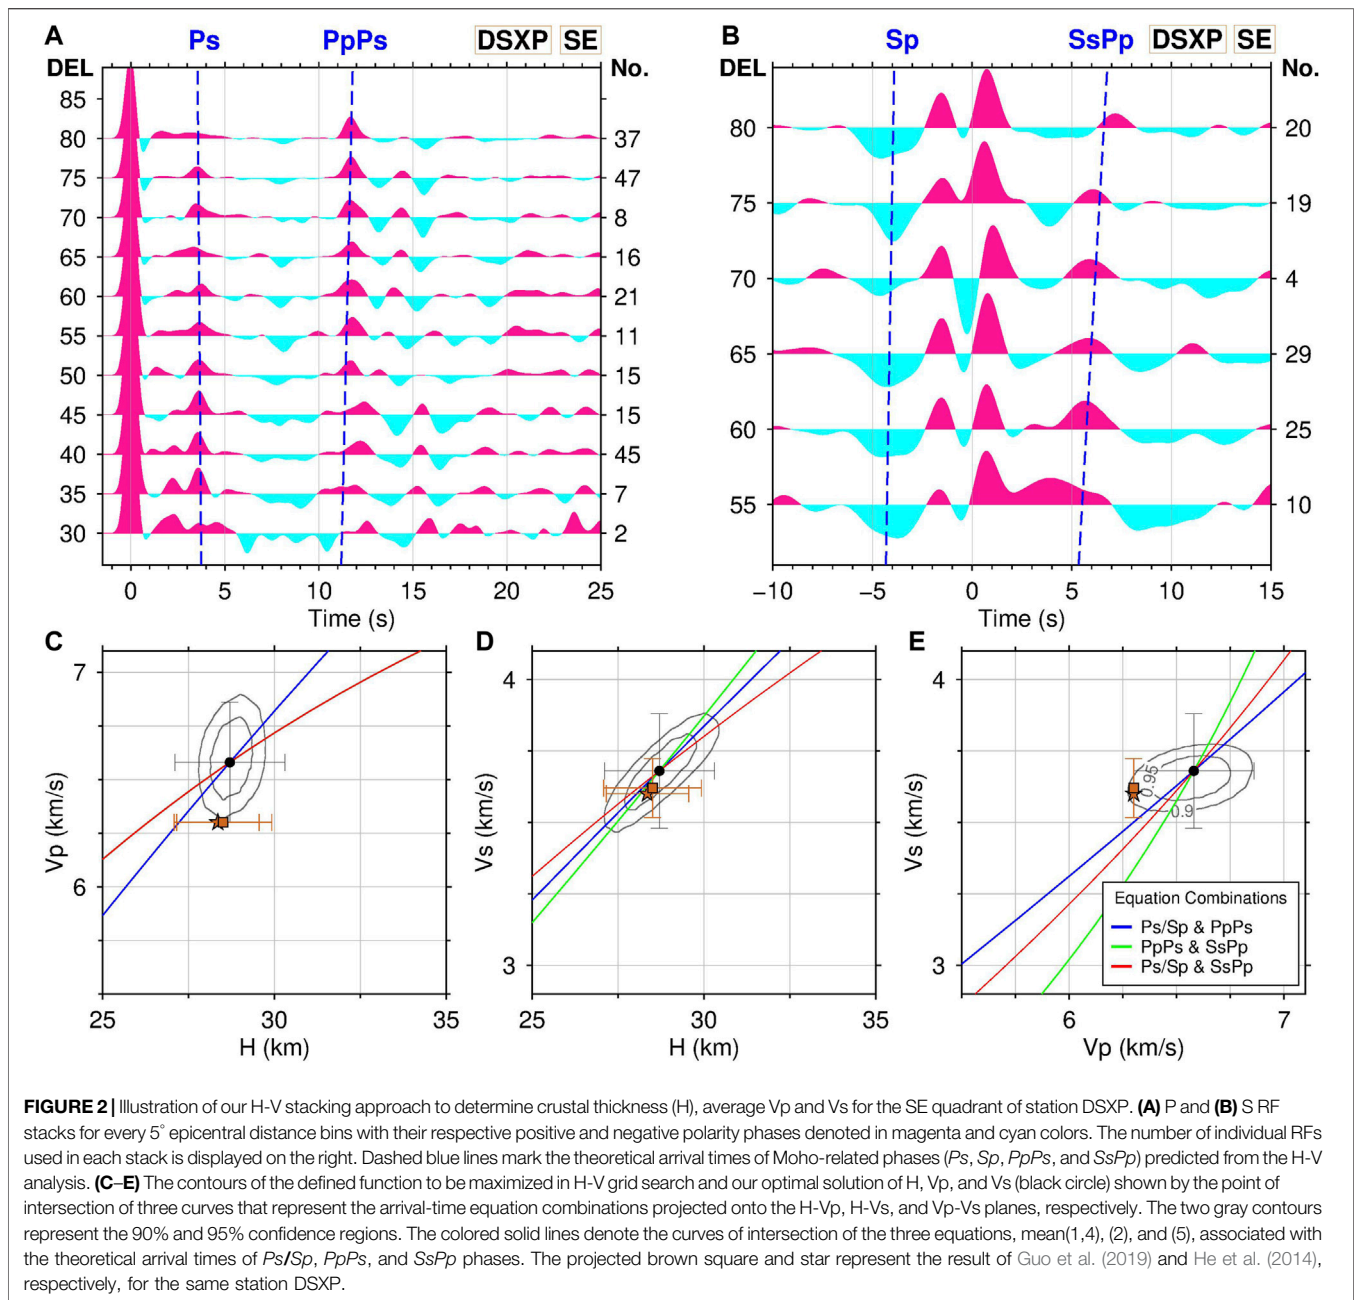 A Ps PpPs DSXP SE
DEL No.
85
80 37
75 47
70 8
65 16
60 21
55 11
50 15
45 15
40 45
35 7
30 2
0 5 10 15 20 25
Time (s)
B Sp SsPp DSXP SE
DEL No.
80 20
75 19
70 4
65 29
60 25
55 10
−10 −5 0 5 10 15
Time (s)
C
7
6
Vp (km/s)
25 30 35
H (km)
D
4
3
Vs (km/s)
25 30 35
H (km)
E
4
3
Vs (km/s)
0.95
0.9
Equation Combinations
Ps/Sp & PpPs
PpPs & SsPp
Ps/Sp & SsPp
6 7
Vp (km/s)
FIGURE 2 | Illustration of our H-V stacking approach to determine crustal thickness (H), average Vp and Vs for the SE quadrant of station DSXP. (A) P and (B) S RF
stacks for every 5° epicentral distance bins with their respective positive and negative polarity phases denoted in magenta and cyan colors. The number of individual RFs
used in each stack is displayed on the right. Dashed blue lines mark the theoretical arrival times of Moho-related phases (Ps, Sp, PpPs, and SsPp) predicted from the H-V
analysis. (C–E) The contours of the defined function to be maximized in H-V grid search and our optimal solution of H, Vp, and Vs (black circle) shown by the point of
intersection of three curves that represent the arrival-time equation combinations projected onto the H-Vp, H-Vs, and Vp-Vs planes, respectively. The two gray contours
represent the 90% and 95% confidence regions. The colored solid lines denote the curves of intersection of the three equations, mean(1,4), (2), and (5), associated with
the theoretical arrival times of Ps/Sp, PpPs, and SsPp phases. The projected brown square and star represent the result of Guo et al. (2019) and He et al. (2014),
respectively, for the same station DSXP.